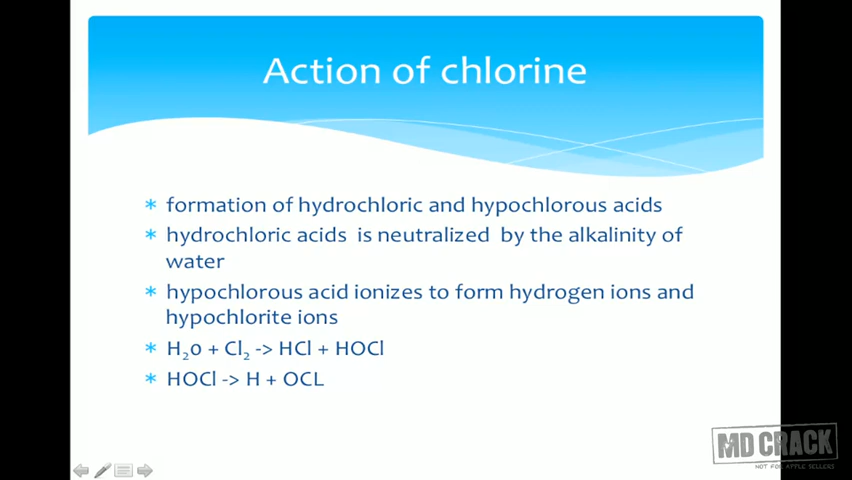 Action of chlorine
* formation of hydrochloric and hypochlorous acids
* hydrochloric acids is neutralized by the alkalinity of
water
* hypochlorous acid ionizes to form hydrogen ions and
hypochlorite ions
* H₂0 + Cl₂ -> HCl + HOCl
* HOCl -> H + OCL
MD CRACK
NOT FOR APPLE SELLERS